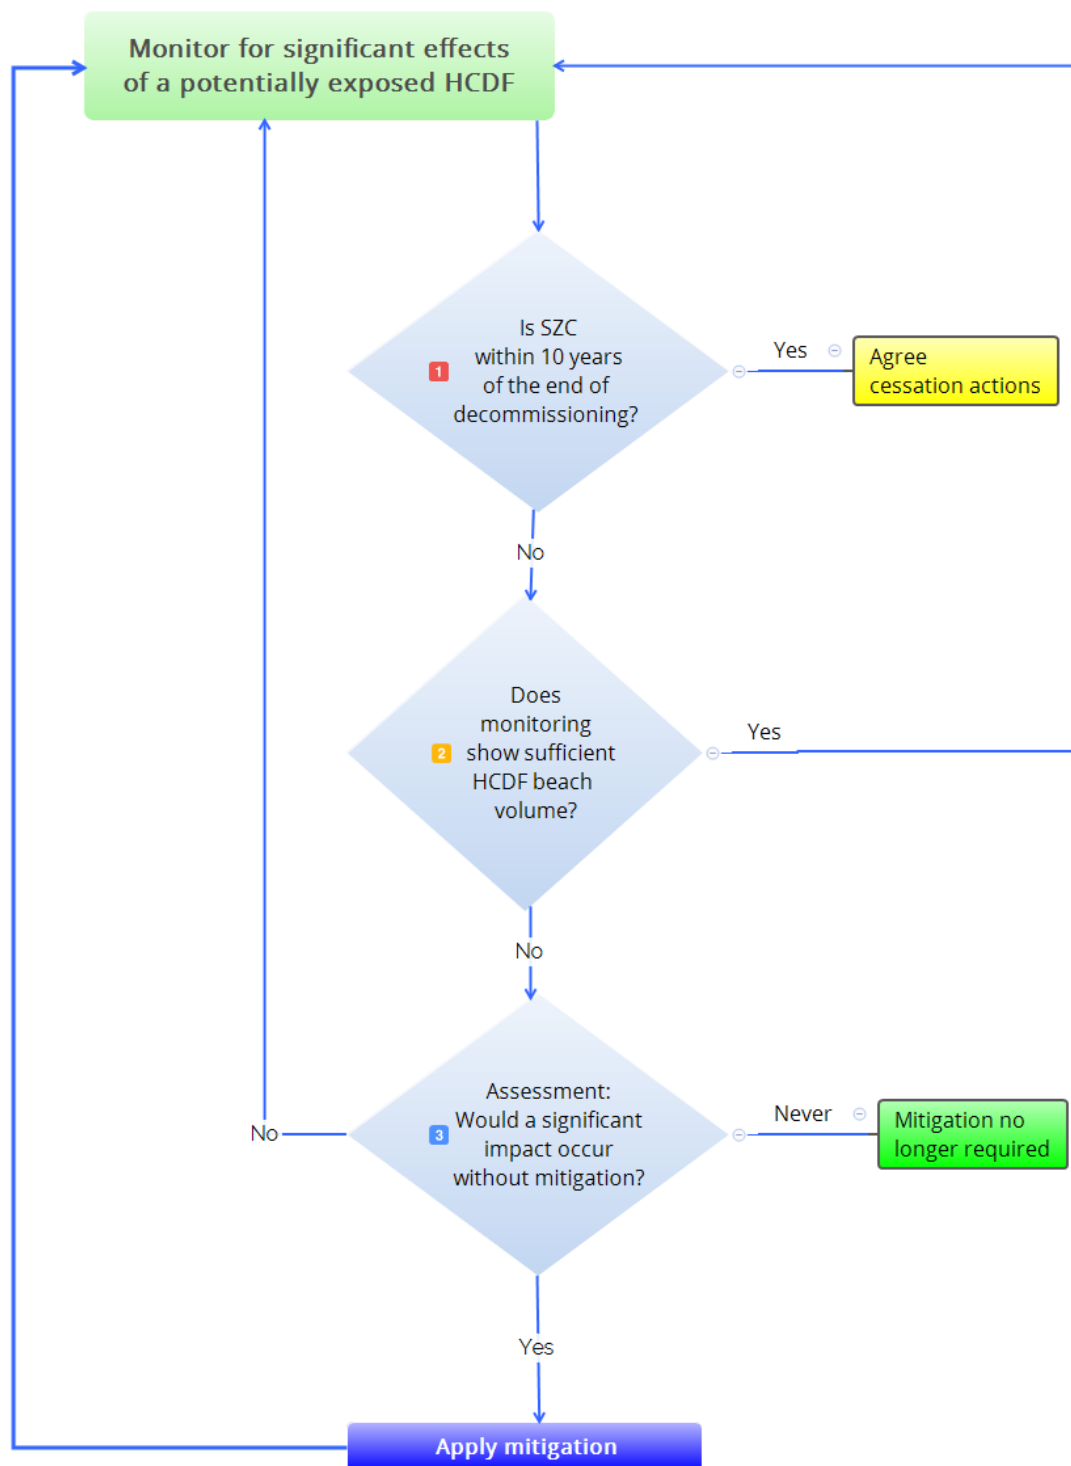 Monitor for significant effects
of a potentially exposed HCDF
Is SZC
within 10 years
of the end of
decommissioning?
1
Yes
Agree
cessation actions
No
Does
monitoring
show sufficient
HCDF beach
volume?
2
Yes
No
Assessment:
Would a significant
impact occur
without mitigation?
3
No
Never
Mitigation no
longer required
Yes
Apply mitigation